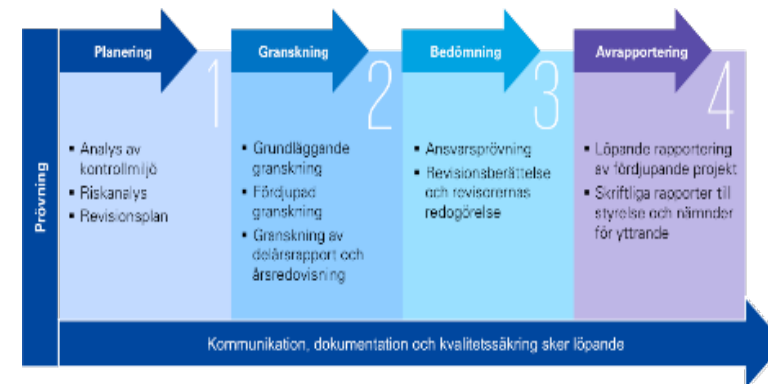 Prövning
Planering
1
▪ Analys av
kontrollmiljö
▪ Riskanalys
▪ Revisionsplan
Granskning
2
▪ Grundläggande
granskning
▪ Fördjupad
granskning
▪ Granskning av
delårsrapport och
årsredovisning
Bedömning
3
▪ Ansvarsprövning
▪ Revisionsberättelse
och revisorernas
redogörelse
Avrapportering
4
▪ Löpande rapportering
av fördjupande projekt
▪ Skriftliga rapporter till
styrelse och nämnder
för yttrande
Kommunikation, dokumentation och kvalitetssäkring sker löpande